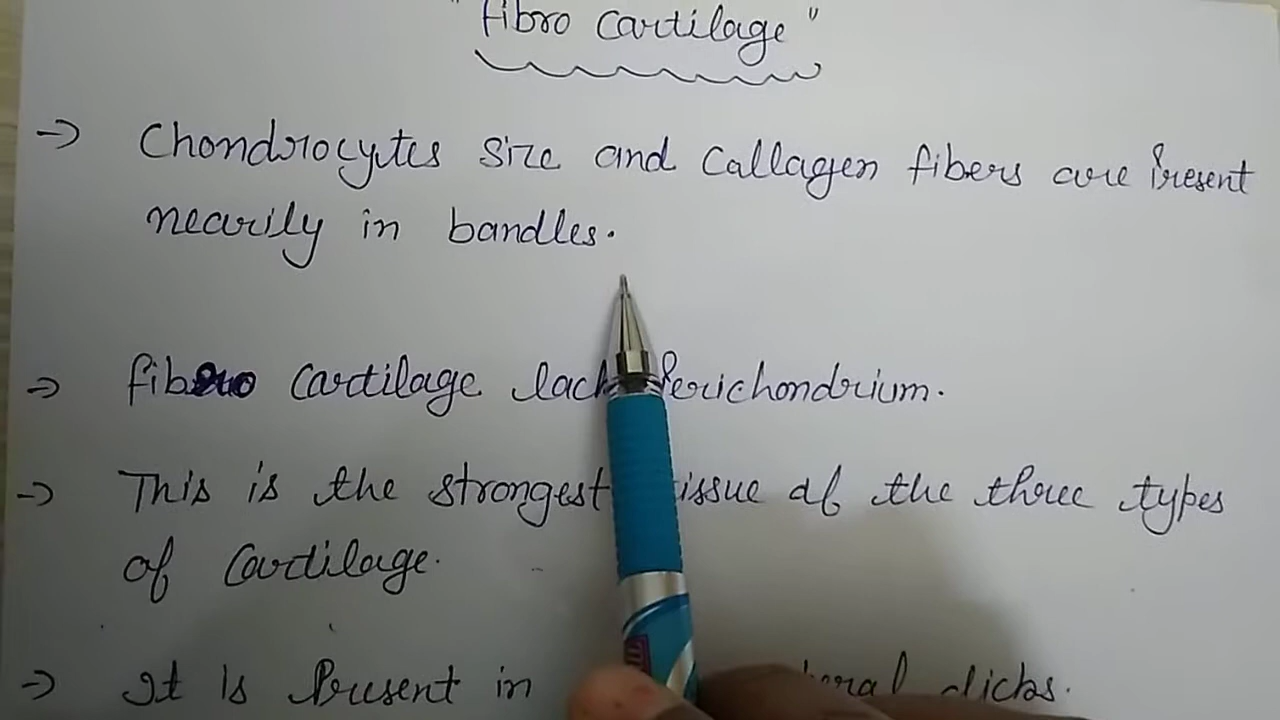 "fibro Cartilage"
→ Chondrocytes size and Callagen fibers are Present
nearily in bandles.
→ fibro Cartilage lack Perichondrium.
→ This is the strongest tissue of the three types
of Cartilage.
→ It is Present in